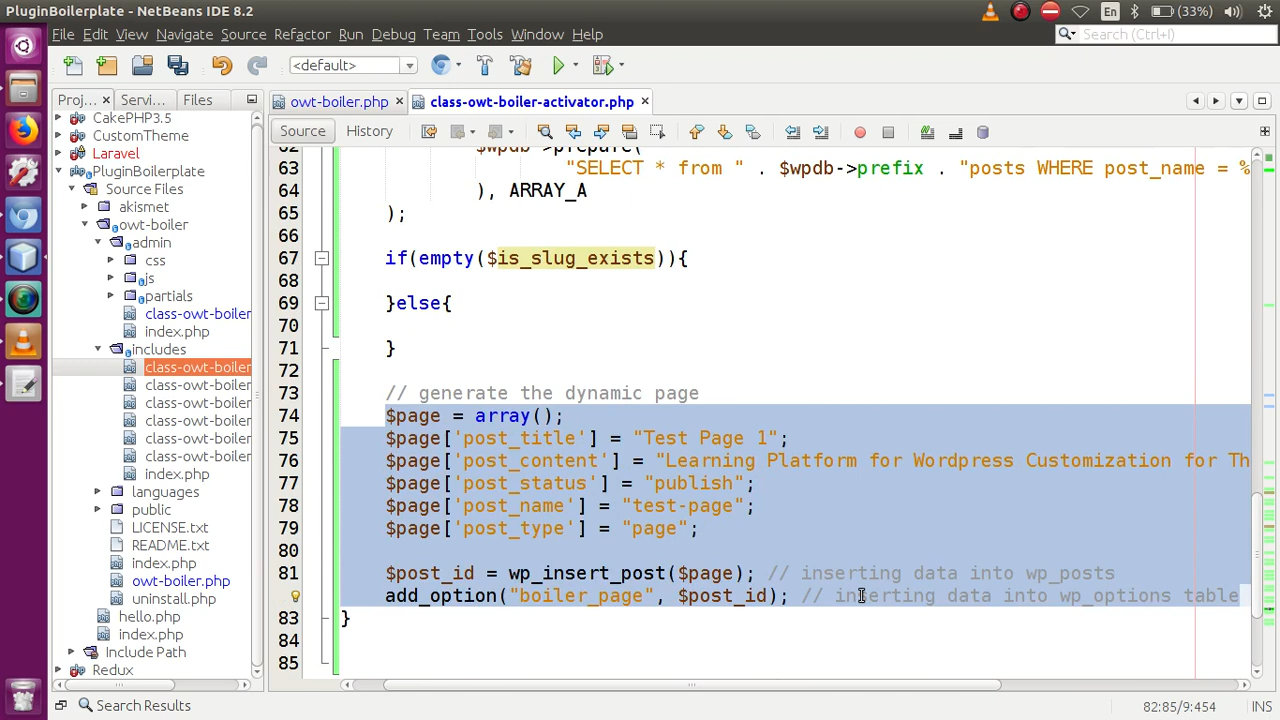 PluginBoilerplate - NetBeans IDE 8.2
En
(33%)
File Edit View Navigate Source Refactor Run Debug Team Tools Window Help
Search (Ctrl+I)
<default>
Proj... × Servi... Files
owt-boiler.php × class-owt-boiler-activator.php ×
Source History
CakePHP3.5
CustomTheme
Laravel
PluginBoilerplate
Source Files
akismet
owt-boiler
admin
css
js
partials
class-owt-boiler
index.php
includes
class-owt-boiler
class-owt-boiler
class-owt-boiler
class-owt-boiler
class-owt-boiler
class-owt-boiler
index.php
languages
public
LICENSE.txt
README.txt
index.php
owt-boiler.php
uninstall.php
hello.php
index.php
Include Path
Redux
62 $wpdb->prepare(
63 "SELECT * from " . $wpdb->prefix . "posts WHERE post_name = %
64 ), ARRAY_A
65 );
66
67 if(empty($is_slug_exists)){
68
69 }else{
70
71 }
72
73 // generate the dynamic page
74 $page = array();
75 $page['post_title'] = "Test Page 1";
76 $page['post_content'] = "Learning Platform for Wordpress Customization for Th
77 $page['post_status'] = "publish";
78 $page['post_name'] = "test-page";
79 $page['post_type'] = "page";
80
81 $post_id = wp_insert_post($page); // inserting data into wp_posts
add_option("boiler_page", $post_id); // inserting data into wp_options table
83 }
84
85
Search Results
82:85/9:454
INS